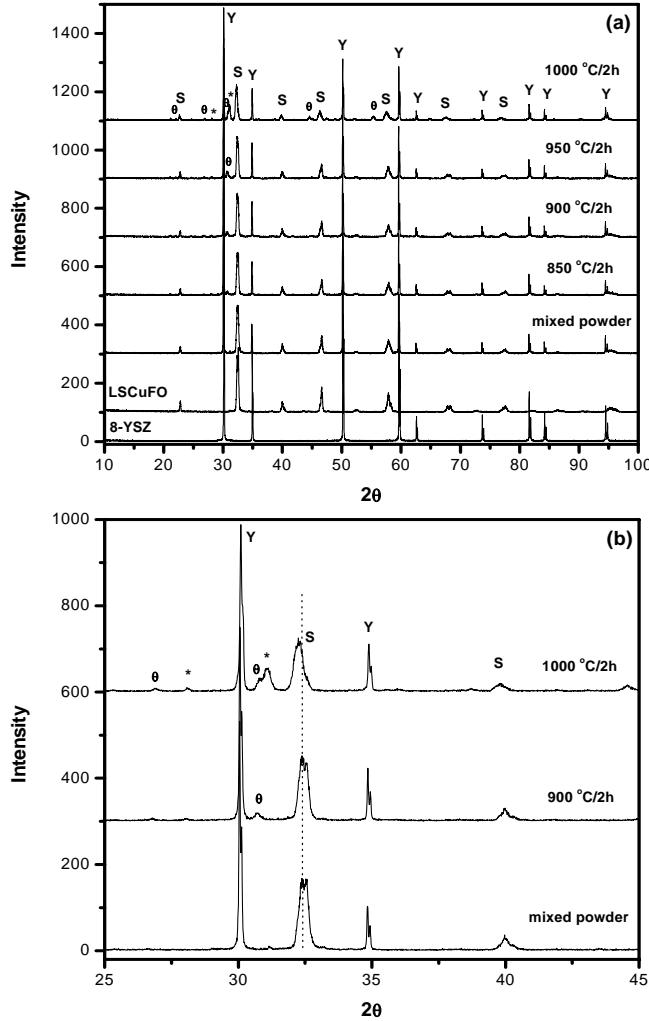 (a)
Y
1400
Y
Y
1000 °C/2h
S
θ
*
θ S θ * Y S θ S θ S Y S Y S Y Y Y
1200
950 °C/2h
θ
1000
900 °C/2h
800
850 °C/2h
600
mixed powder
400
LSCuFO
200
8-YSZ
0
10 20 30 40 50 60 70 80 90 100
2θ
Intensity
1000
(b)
Y
800
S Y
θ * θ * S 1000 °C/2h
600
900 °C/2h
θ
400
200
mixed powder
0
25 30 35 40 45
2θ
Intensity